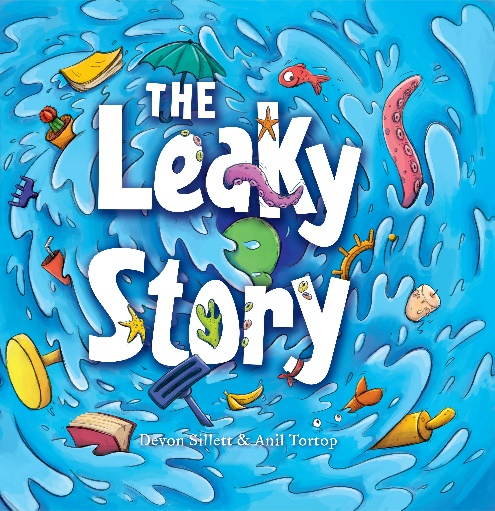 THE
Leaky
Story
Devon Sillett & Anil Tortop